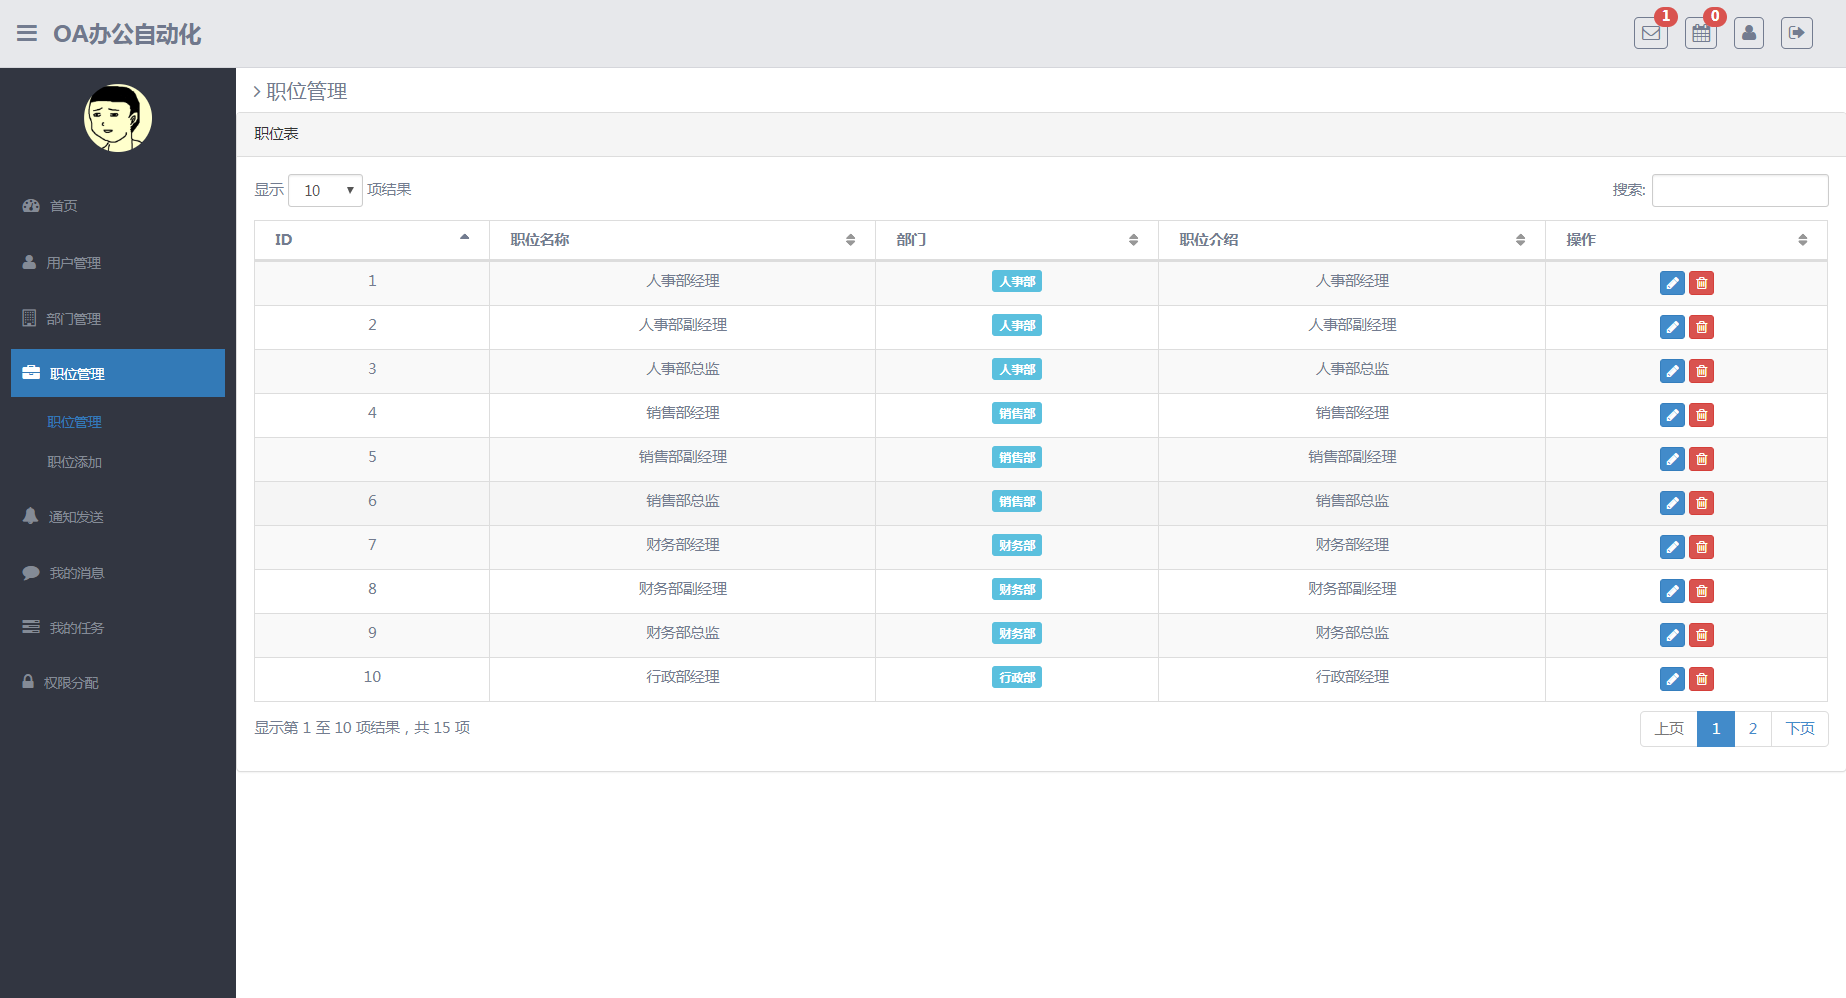 OA办公自动化
1
0
首页
用户管理
部门管理
职位管理
职位管理
职位添加
通知发送
我的消息
我的任务
权限分配
职位管理
职位表
显示 10 项结果
搜索:
ID 职位名称 部门 职位介绍 操作
1 人事部经理 人事部 人事部经理
2 人事部副经理 人事部 人事部副经理
3 人事部总监 人事部 人事部总监
4 销售部经理 销售部 销售部经理
5 销售部副经理 销售部 销售部副经理
6 销售部总监 销售部 销售部总监
7 财务部经理 财务部 财务部经理
8 财务部副经理 财务部 财务部副经理
9 财务部总监 财务部 财务部总监
10 行政部经理 行政部 行政部经理
显示第 1 至 10 项结果，共 15 项
上页 1 2 下页